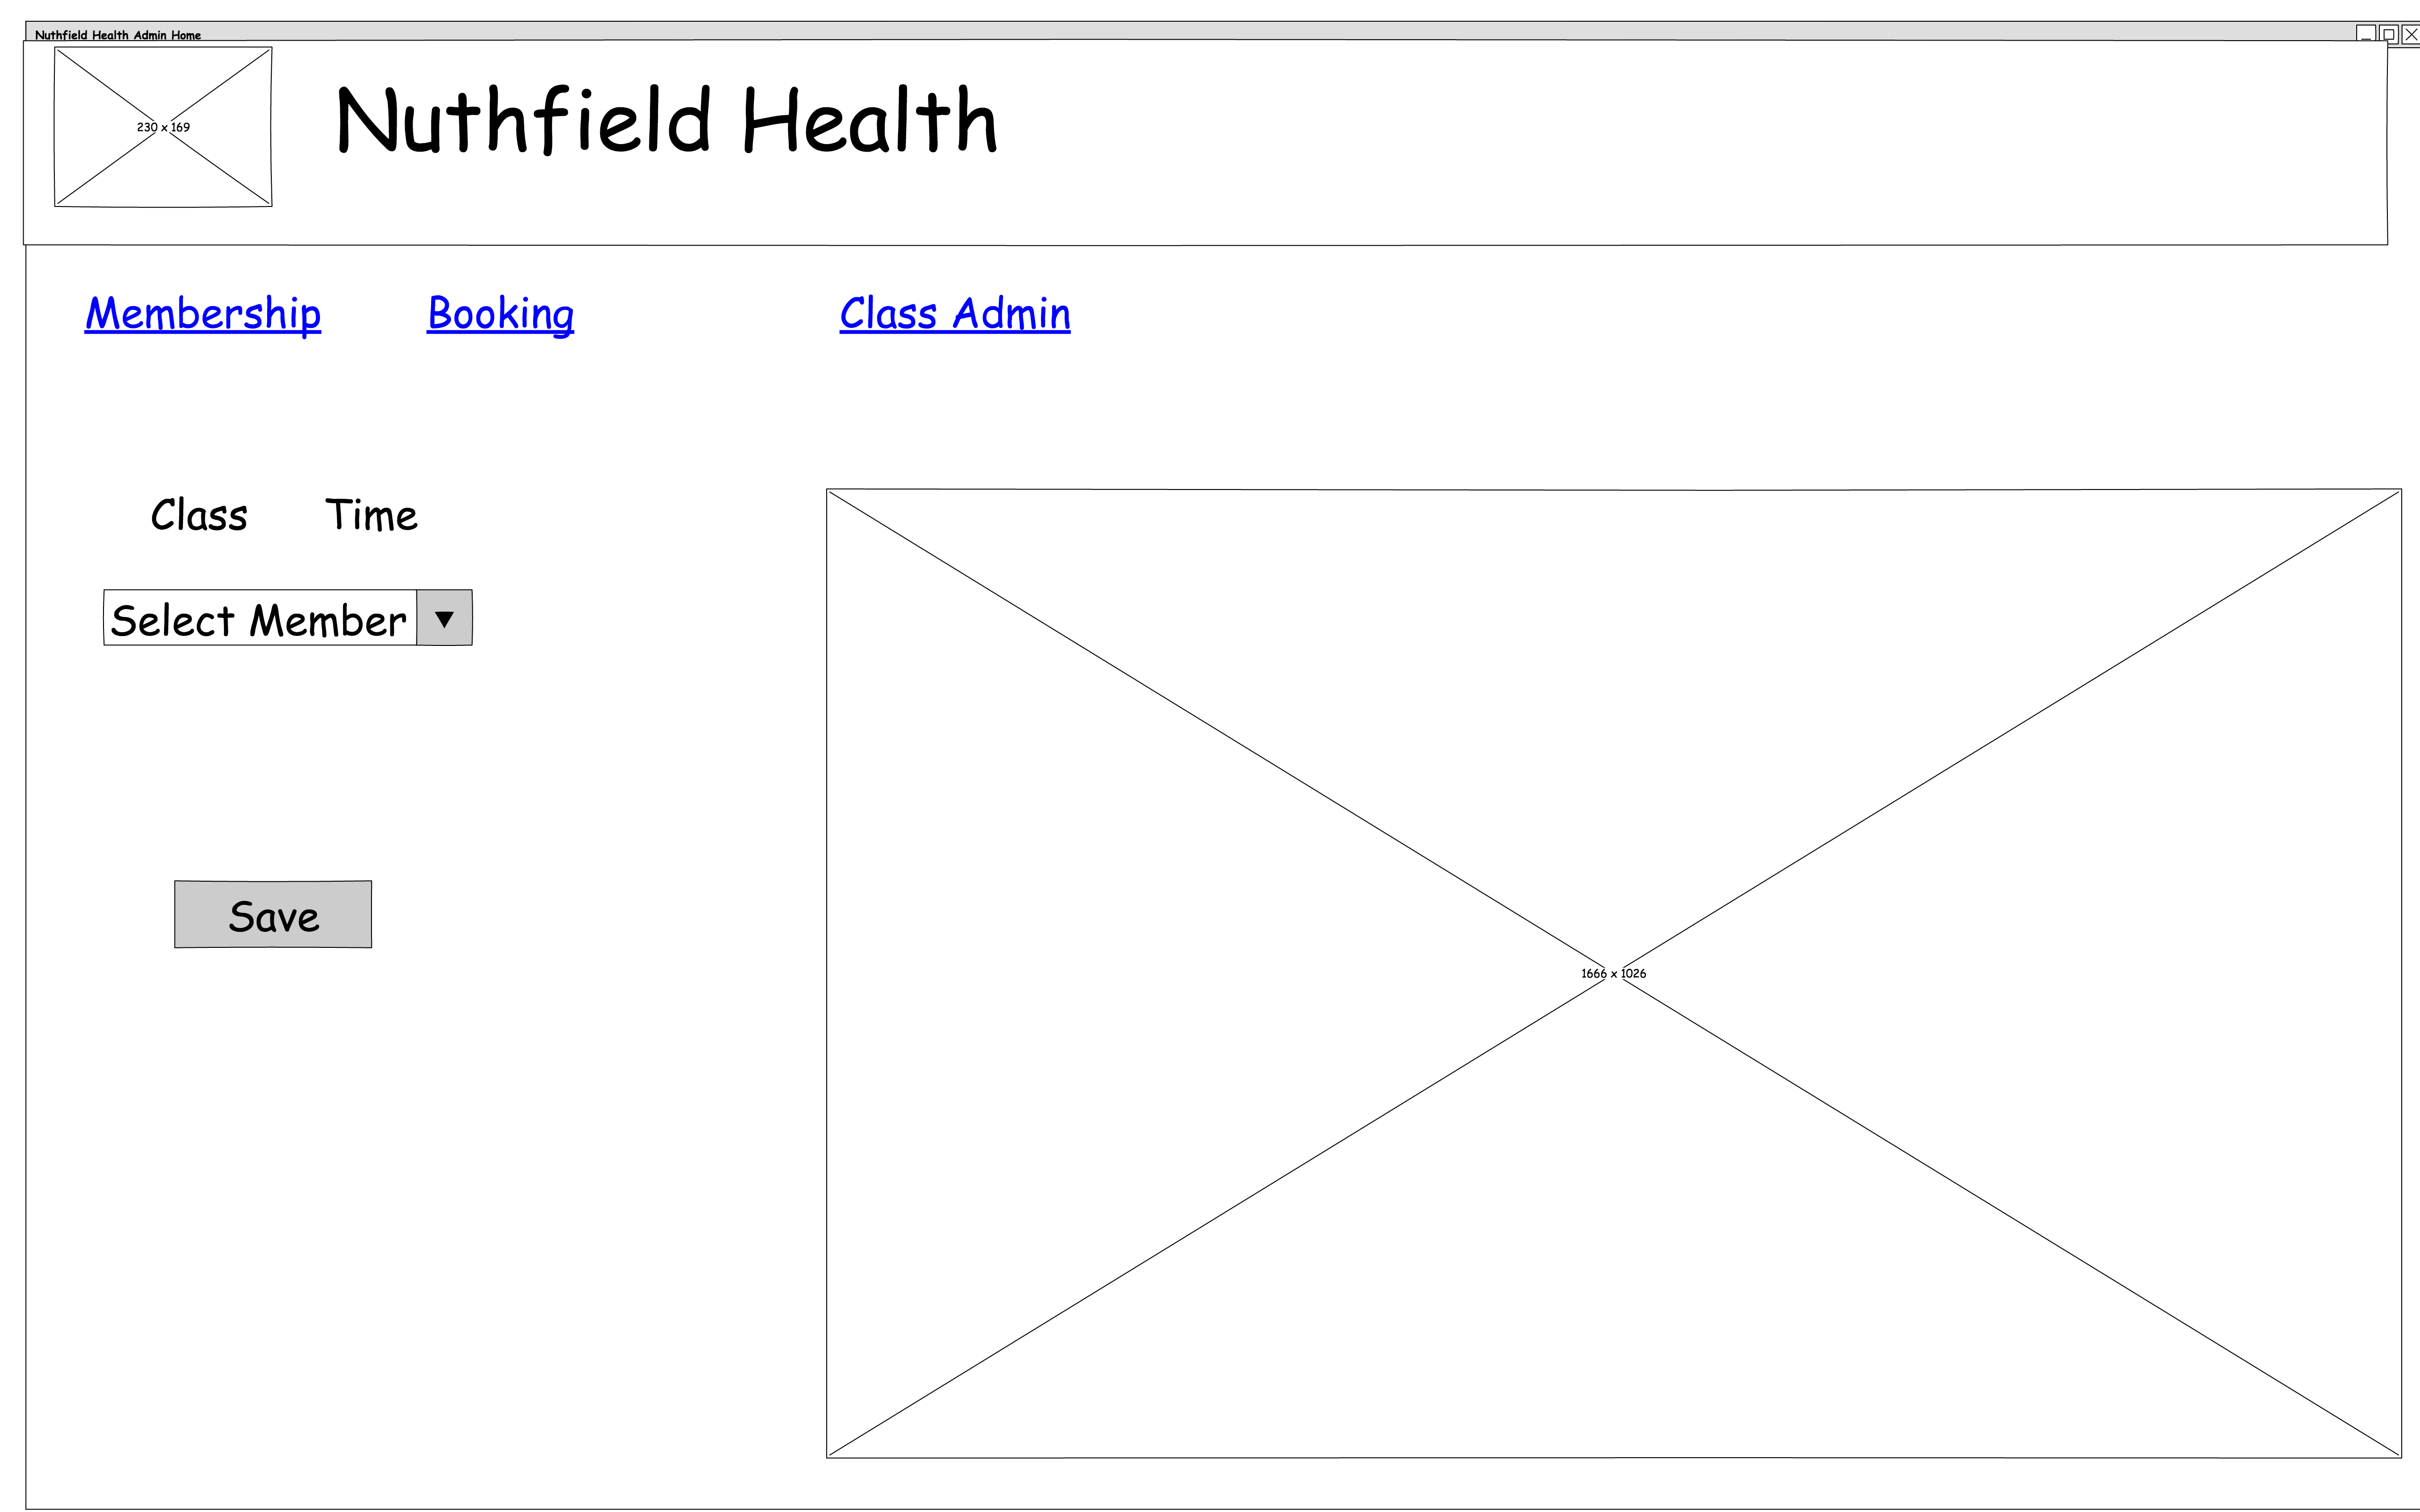 Nuthfield Health Admin Home
230 x 169
Nuthfield Health
Membership Booking Class Admin
Class Time
Select Member
Save
1666 x 1026